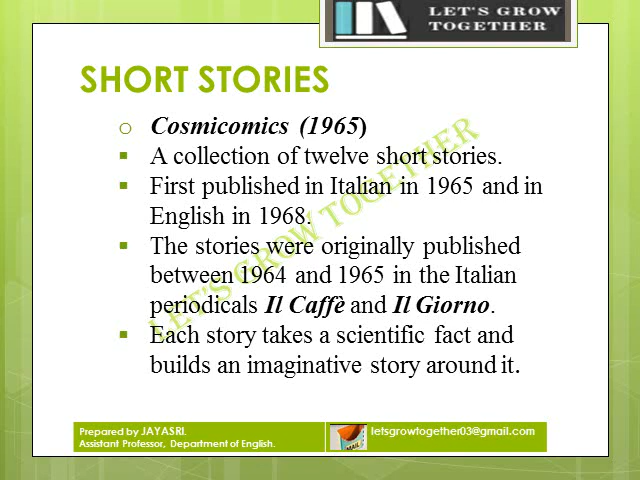 LET'S GROW
TOGETHER
SHORT STORIES
Cosmicomics (1965)
A collection of twelve short stories.
First published in Italian in 1965 and in
English in 1968.
The stories were originally published
between 1964 and 1965 in the Italian
periodicals Il Caffè and Il Giorno.
Each story takes a scientific fact and
builds an imaginative story around it.
LET'S GROW TOGETHER
Prepared by JAYASRI.
Assistant Professor, Department of English.
MAIL
letsgrowtogether03@gmail.com